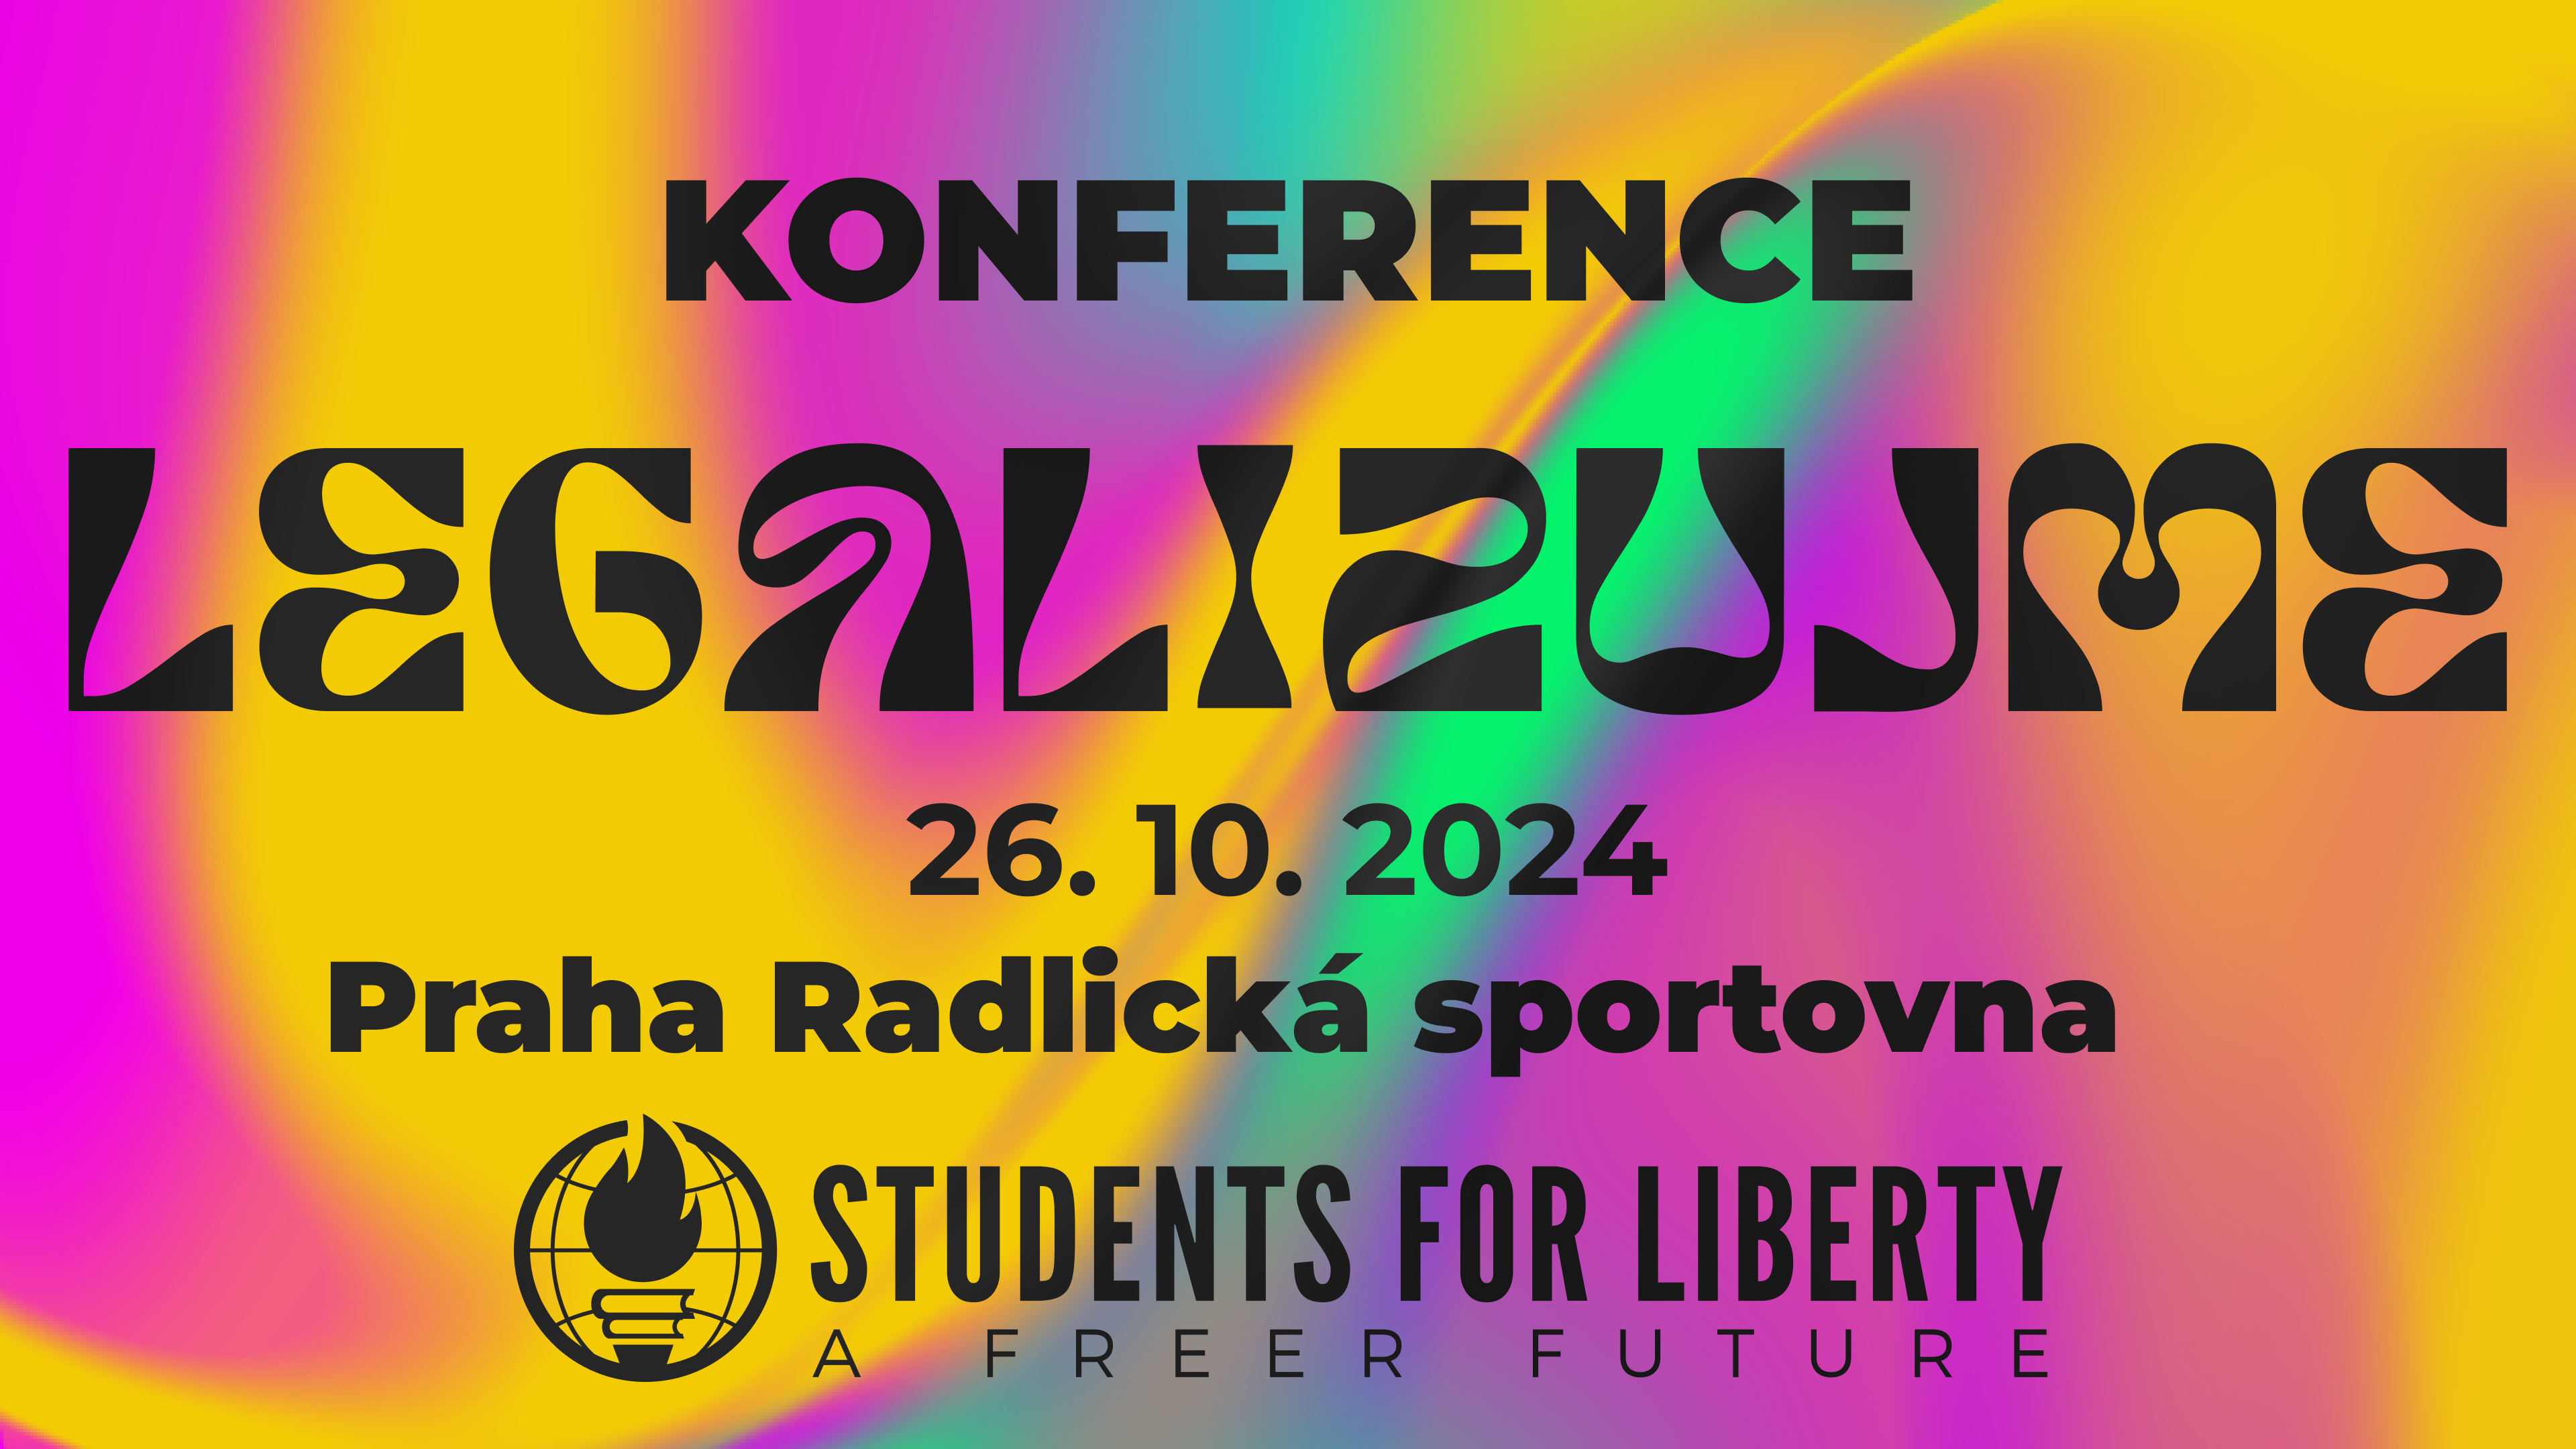 KONFERENCE
LEGALIZUJME
26. 10. 2024
Praha Radlická sportovna
STUDENTS FOR LIBERTY
A FREER FUTURE